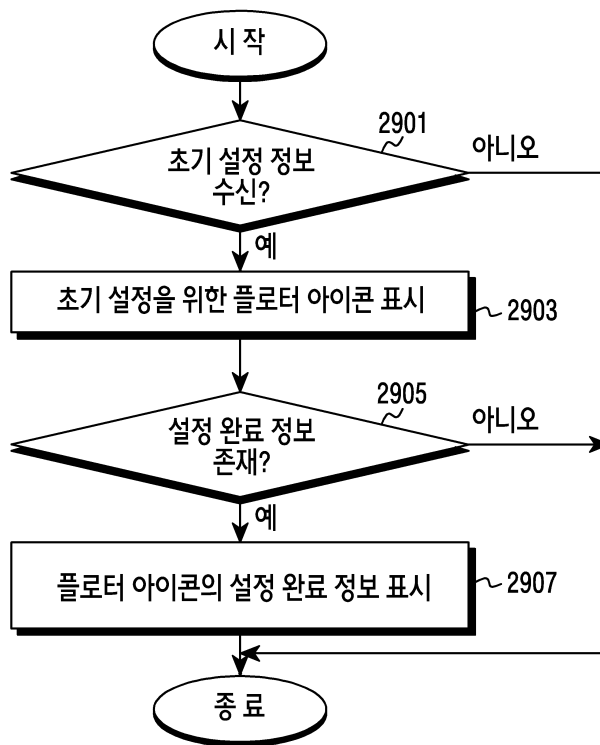 시 작
2901
아니오
초기 설정 정보
수신?
예
초기 설정을 위한 플로터 아이콘 표시
2903
2905
아니오
설정 완료 정보
존재?
예
플로터 아이콘의 설정 완료 정보 표시
2907
종 료